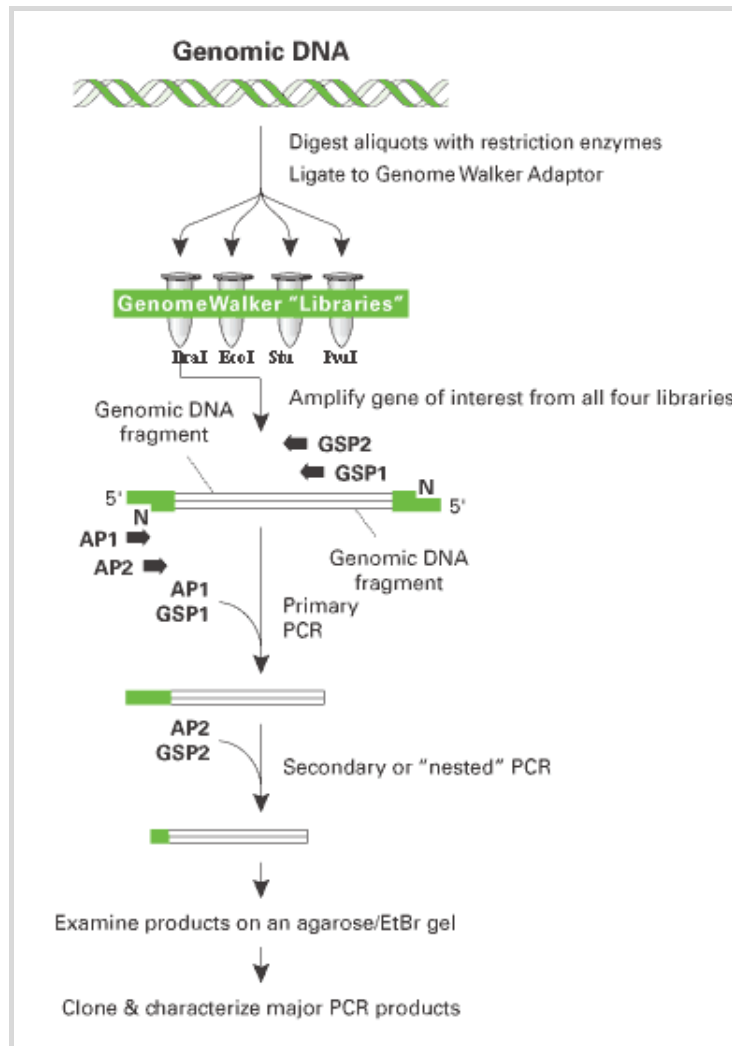 Genomic DNA
Digest aliquots with restriction enzymes
Ligate to Genome Walker Adaptor
GenomeWalker "Libraries"
DraI EcoI Stu PvuI
Amplify gene of interest from all four libraries
Genomic DNA
fragment
GSP2
GSP1
N
5'
5'
N
AP1
AP2
Genomic DNA
fragment
AP1
GSP1
Primary
PCR
AP2
GSP2
Secondary or "nested" PCR
Examine products on an agarose/EtBr gel
Clone & characterize major PCR products